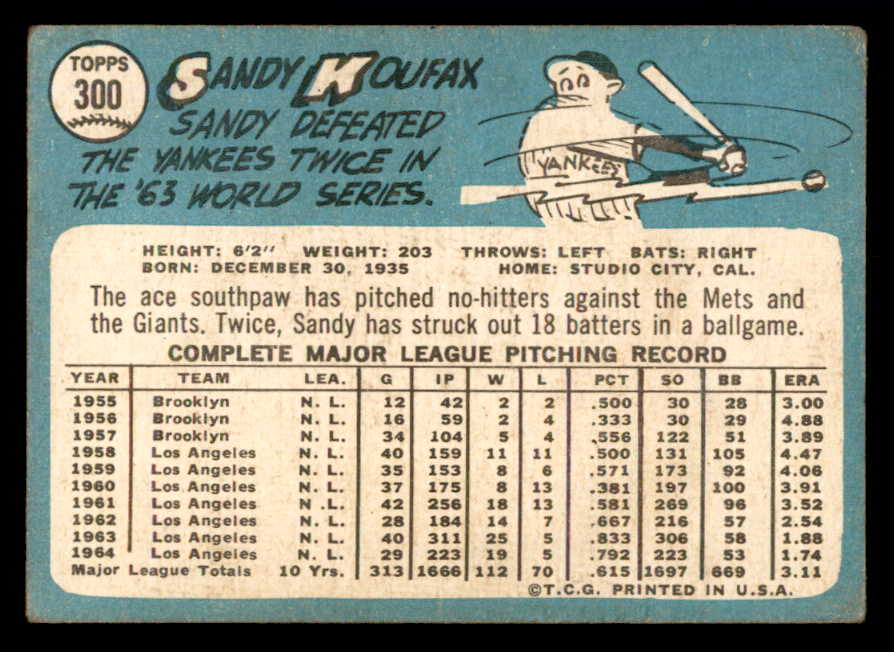 TOPPS
300
SANDY KOUFAX
SANDY DEFEATED
THE YANKEES TWICE IN
THE '63 WORLD SERIES.
YANKEES
HEIGHT: 6'2" WEIGHT: 203 THROWS: LEFT BATS: RIGHT
BORN: DECEMBER 30, 1935 HOME: STUDIO CITY, CAL.
The ace southpaw has pitched no-hitters against the Mets and
the Giants. Twice, Sandy has struck out 18 batters in a ballgame.
COMPLETE MAJOR LEAGUE PITCHING RECORD
YEAR TEAM LEA. G IP W L PCT SO BB ERA
1955 Brooklyn N. L. 12 42 2 2 .500 30 28 3.00
1956 Brooklyn N. L. 16 59 2 4 .333 30 29 4.88
1957 Brooklyn N. L. 34 104 5 4 .556 122 51 3.89
1958 Los Angeles N. L. 40 159 11 11 .500 131 105 4.47
1959 Los Angeles N. L. 35 153 8 6 .571 173 92 4.06
1960 Los Angeles N. L. 37 175 8 13 .381 197 100 3.91
1961 Los Angeles N. L. 42 256 18 13 .581 269 96 3.52
1962 Los Angeles N. L. 28 184 14 7 .667 216 57 2.54
1963 Los Angeles N. L. 40 311 25 5 .833 306 58 1.88
1964 Los Angeles N. L. 29 223 19 5 .792 223 53 1.74
Major League Totals 10 Yrs. 313 1666 112 70 .615 1697 669 3.11
©T.C.G. PRINTED IN U.S.A.